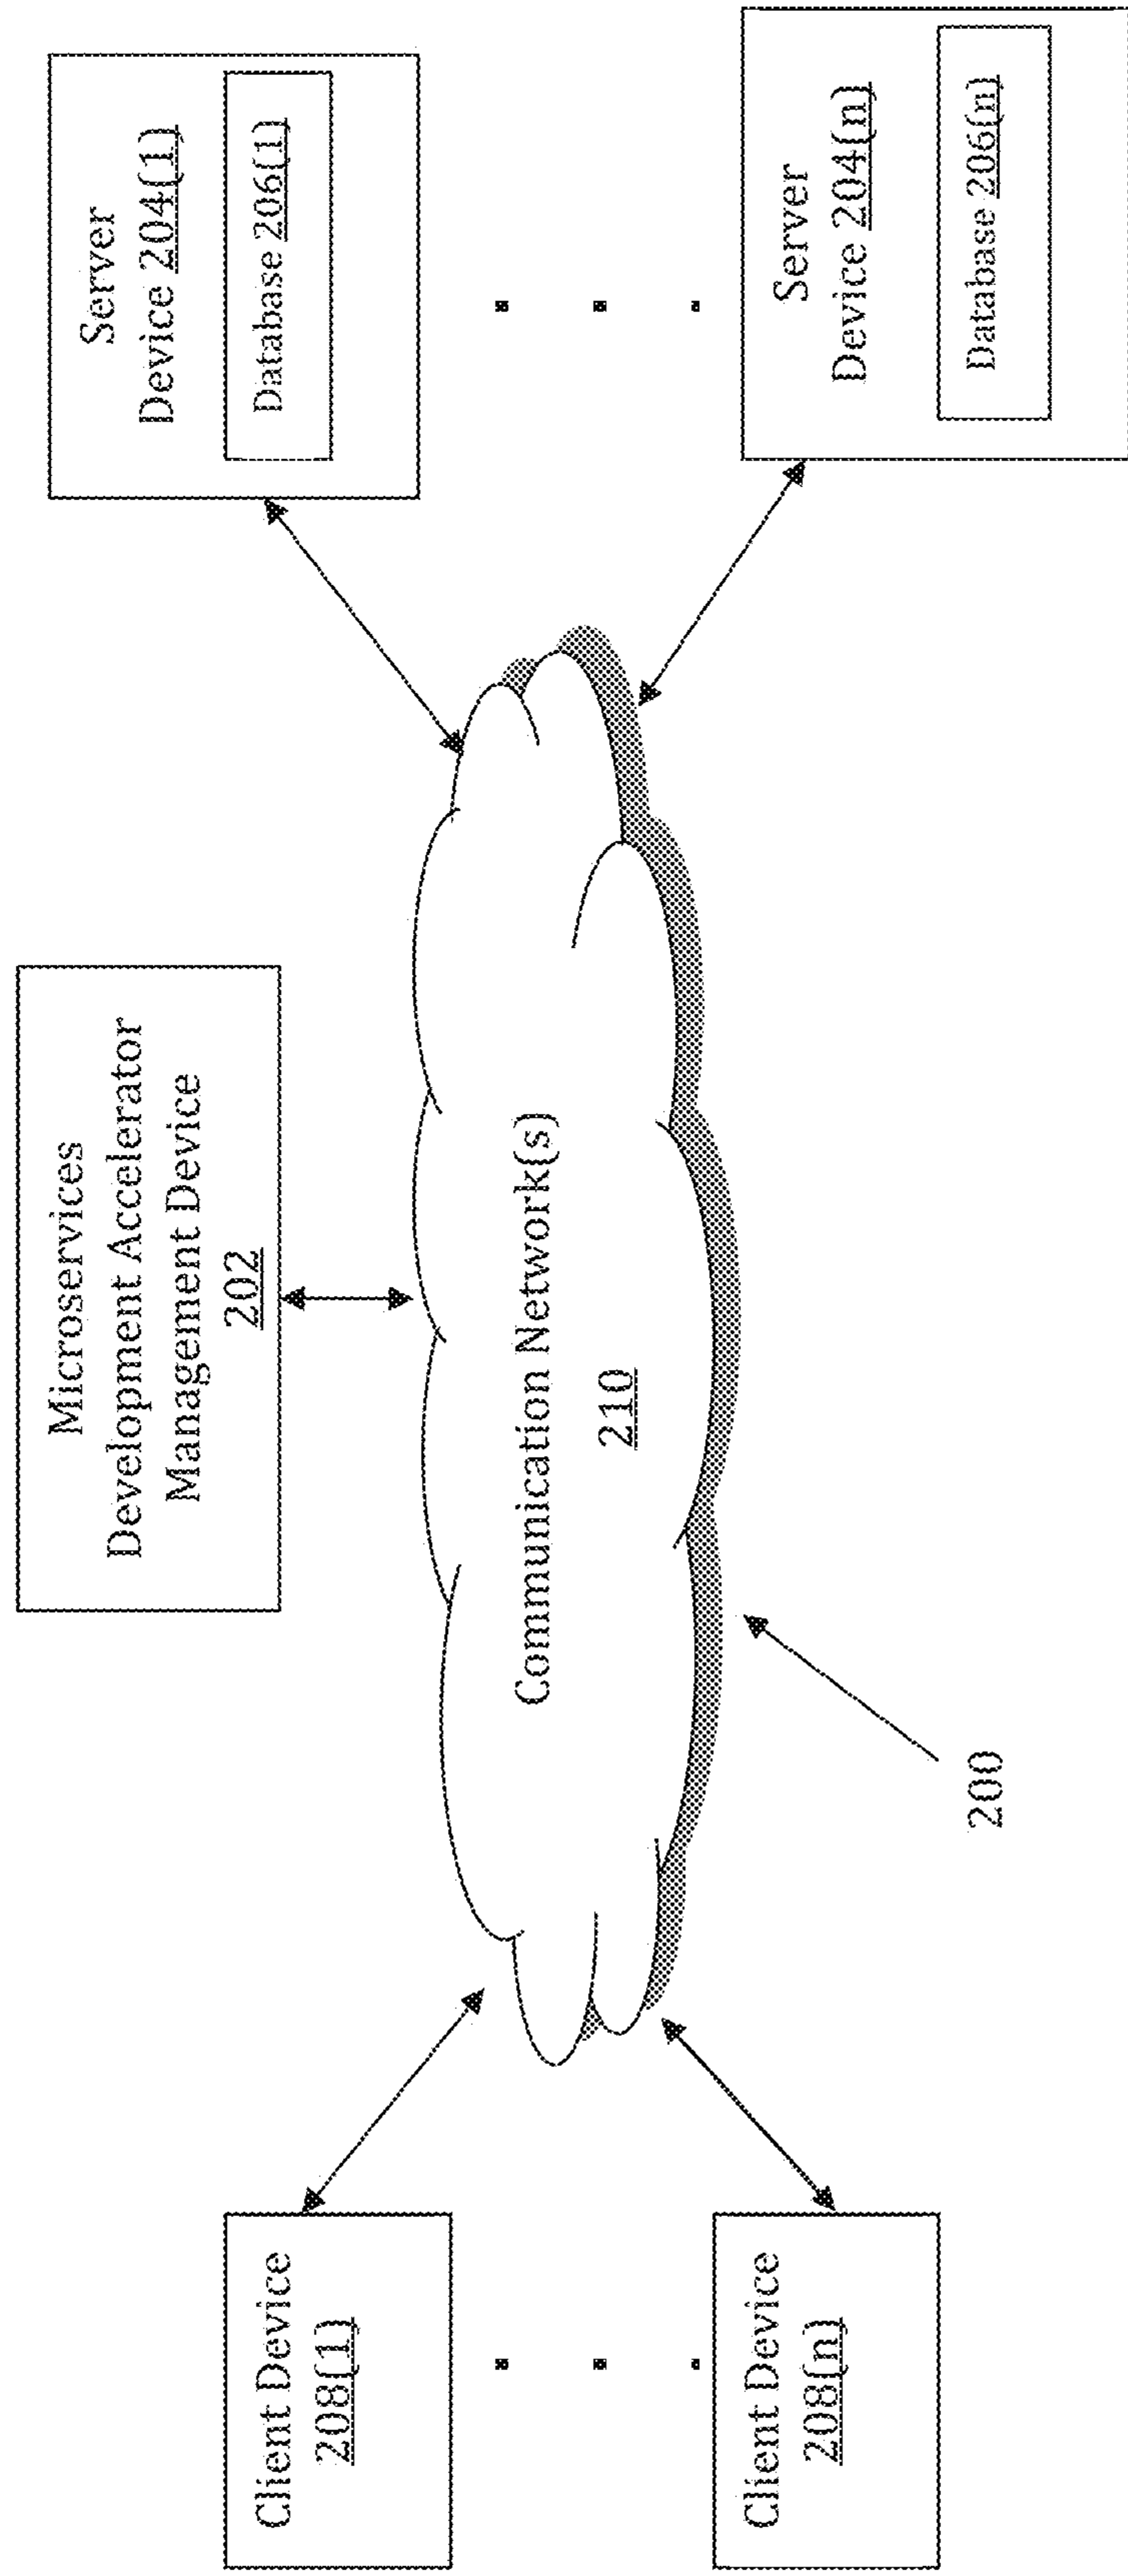 Microservices
Development Accelerator
Management Device
202
Client Device
208(1)
Client Device
208(n)
Communication Network(s)
210
Server
Device 204(1)
Database 206(1)
Server
Device 204(n)
Database 206(n)
200